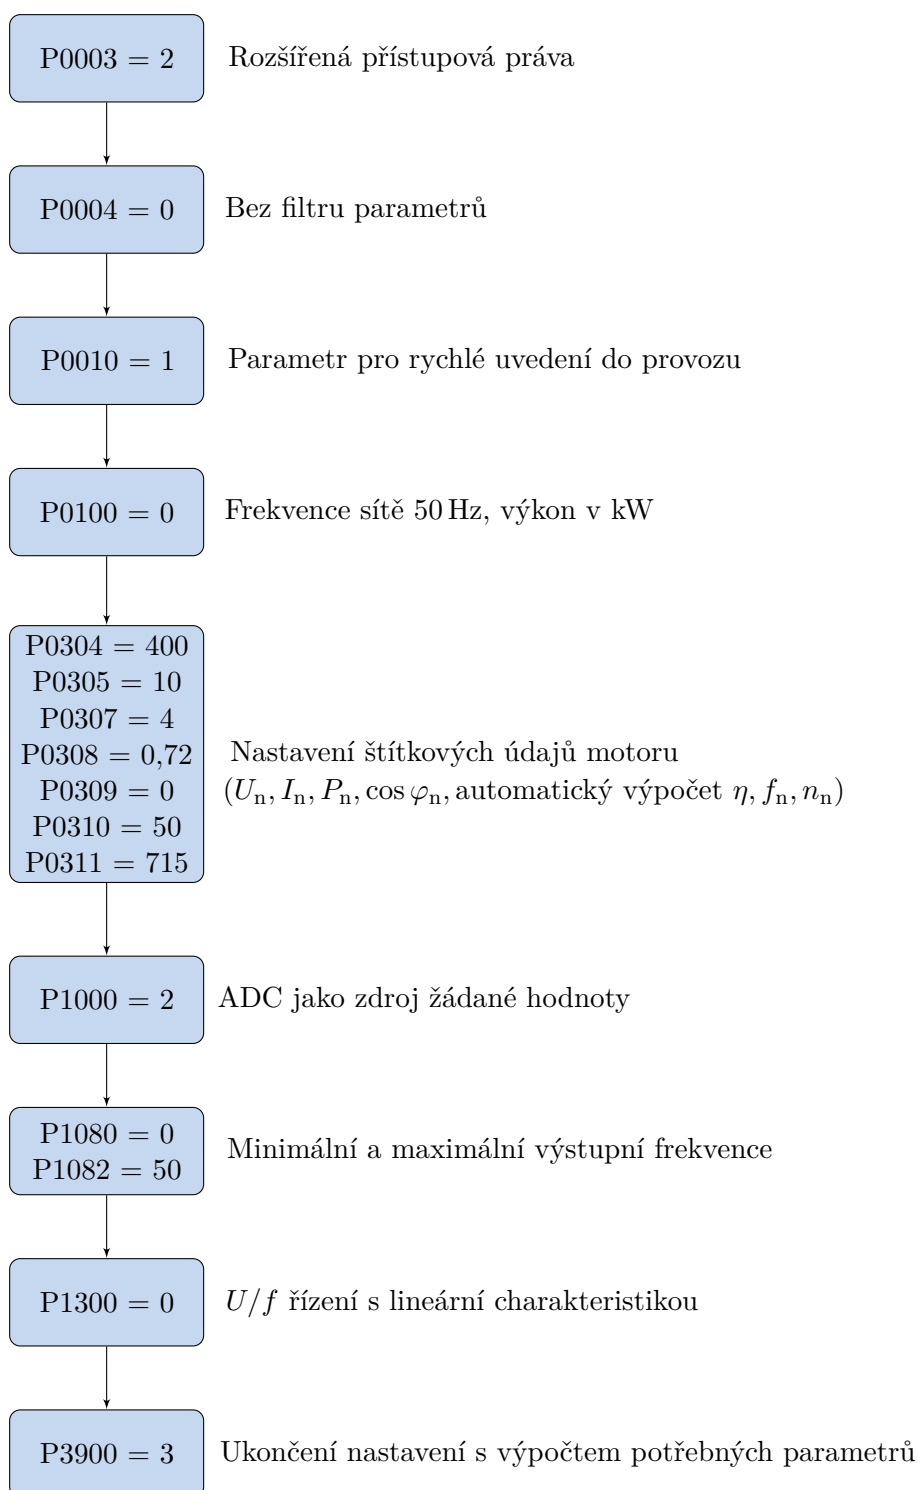 P0003 = 2 Rozšířená přístupová práva
P0004 = 0 Bez filtru parametrů
P0010 = 1 Parametr pro rychlé uvedení do provozu
P0100 = 0 Frekvence sítě 50 Hz, výkon v kW
P0304 = 400
P0305 = 10
P0307 = 4
P0308 = 0,72
P0309 = 0
P0310 = 50
P0311 = 715
Nastavení štítkových údajů motoru
(Uₙ, Iₙ, Pₙ, cos φₙ, automatický výpočet η, fₙ, nₙ)
P1000 = 2 ADC jako zdroj žádané hodnoty
P1080 = 0
P1082 = 50
Minimální a maximální výstupní frekvence
P1300 = 0 U/f řízení s lineární charakteristikou
P3900 = 3 Ukončení nastavení s výpočtem potřebných parametrů